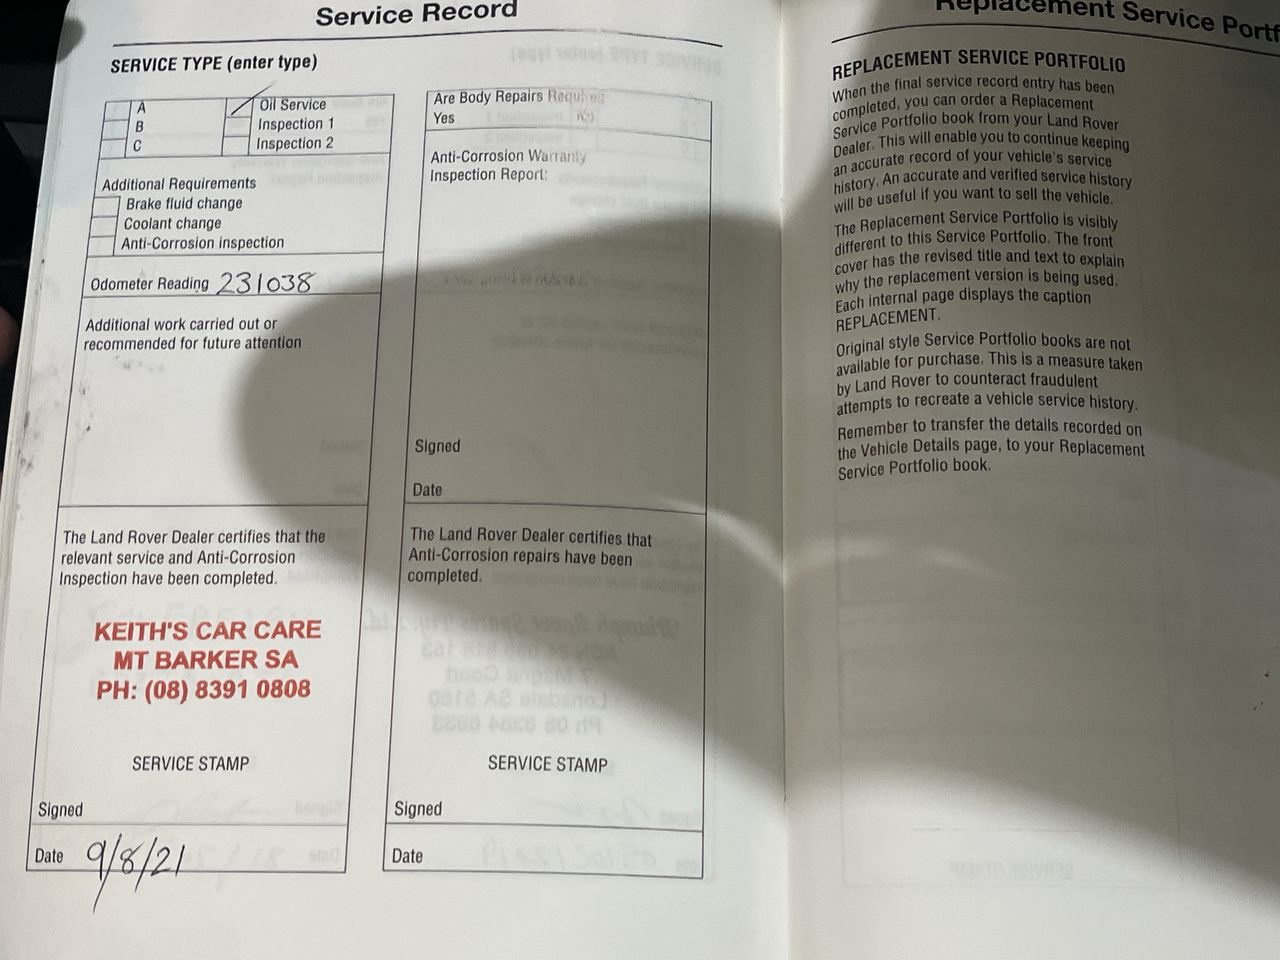 Service Record
SERVICE TYPE (enter type)
A
B
C
Oil Service
Inspection 1
Inspection 2
Additional Requirements
Brake fluid change
Coolant change
Anti-Corrosion inspection
Odometer Reading 231038
Additional work carried out or
recommended for future attention
The Land Rover Dealer certifies that the
relevant service and Anti-Corrosion
Inspection have been completed.
KEITH'S CAR CARE
MT BARKER SA
PH: (08) 8391 0808
SERVICE STAMP
Signed
Date 9/8/21
Are Body Repairs Required
Yes No
Anti-Corrosion Warranty
Inspection Report:
Signed
Date
The Land Rover Dealer certifies that
Anti-Corrosion repairs have been
completed.
SERVICE STAMP
Signed
Date
Replacement Service Portf
REPLACEMENT SERVICE PORTFOLIO
When the final service record entry has been
completed, you can order a Replacement
Service Portfolio book from your Land Rover
Dealer. This will enable you to continue keeping
an accurate record of your vehicle's service
history. An accurate and verified service history
will be useful if you want to sell the vehicle.
The Replacement Service Portfolio is visibly
different to this Service Portfolio. The front
cover has the revised title and text to explain
why the replacement version is being used.
Each internal page displays the caption
REPLACEMENT.
Original style Service Portfolio books are not
available for purchase. This is a measure taken
by Land Rover to counteract fraudulent
attempts to recreate a vehicle service history.
Remember to transfer the details recorded on
the Vehicle Details page, to your Replacement
Service Portfolio book.